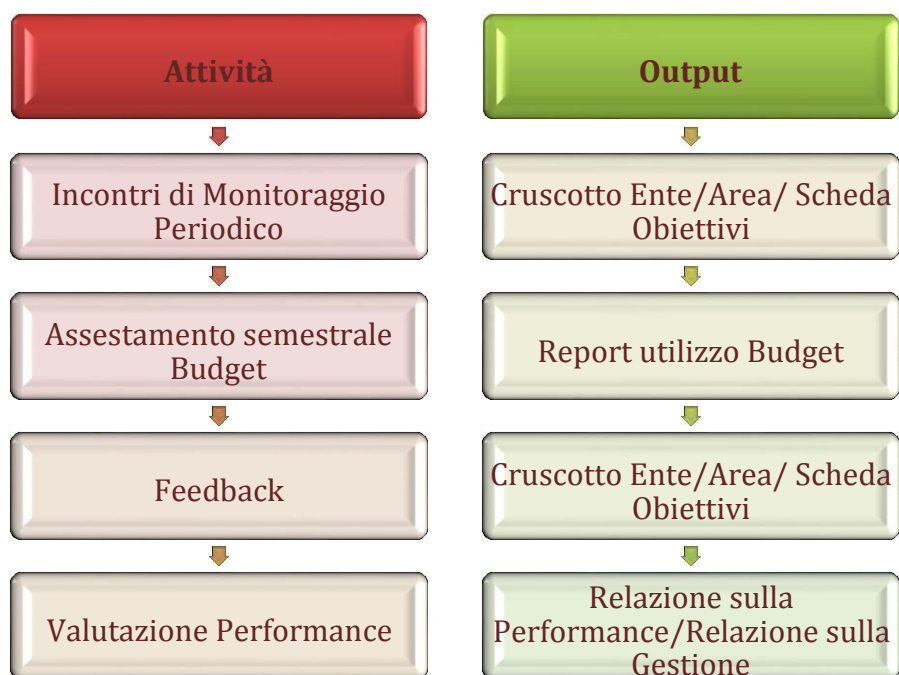 Attività
Incontri di Monitoraggio
Periodico
Assestamento semestrale
Budget
Feedback
Valutazione Performance
Output
Cruscotto Ente/Area/ Scheda
Obiettivi
Report utilizzo Budget
Cruscotto Ente/Area/ Scheda
Obiettivi
Relazione sulla
Performance/Relazione sulla
Gestione